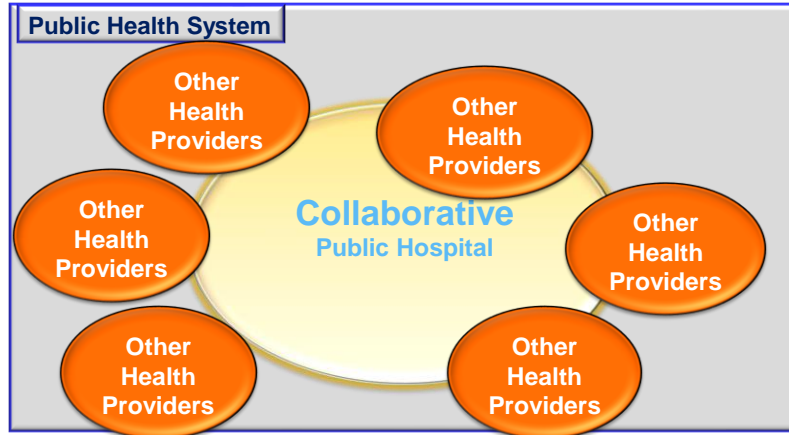 Public Health System
Other
Health
Providers
Other
Health
Providers
Collaborative
Public Hospital
Other
Health
Providers
Other
Health
Providers
Other
Health
Providers
Other
Health
Providers